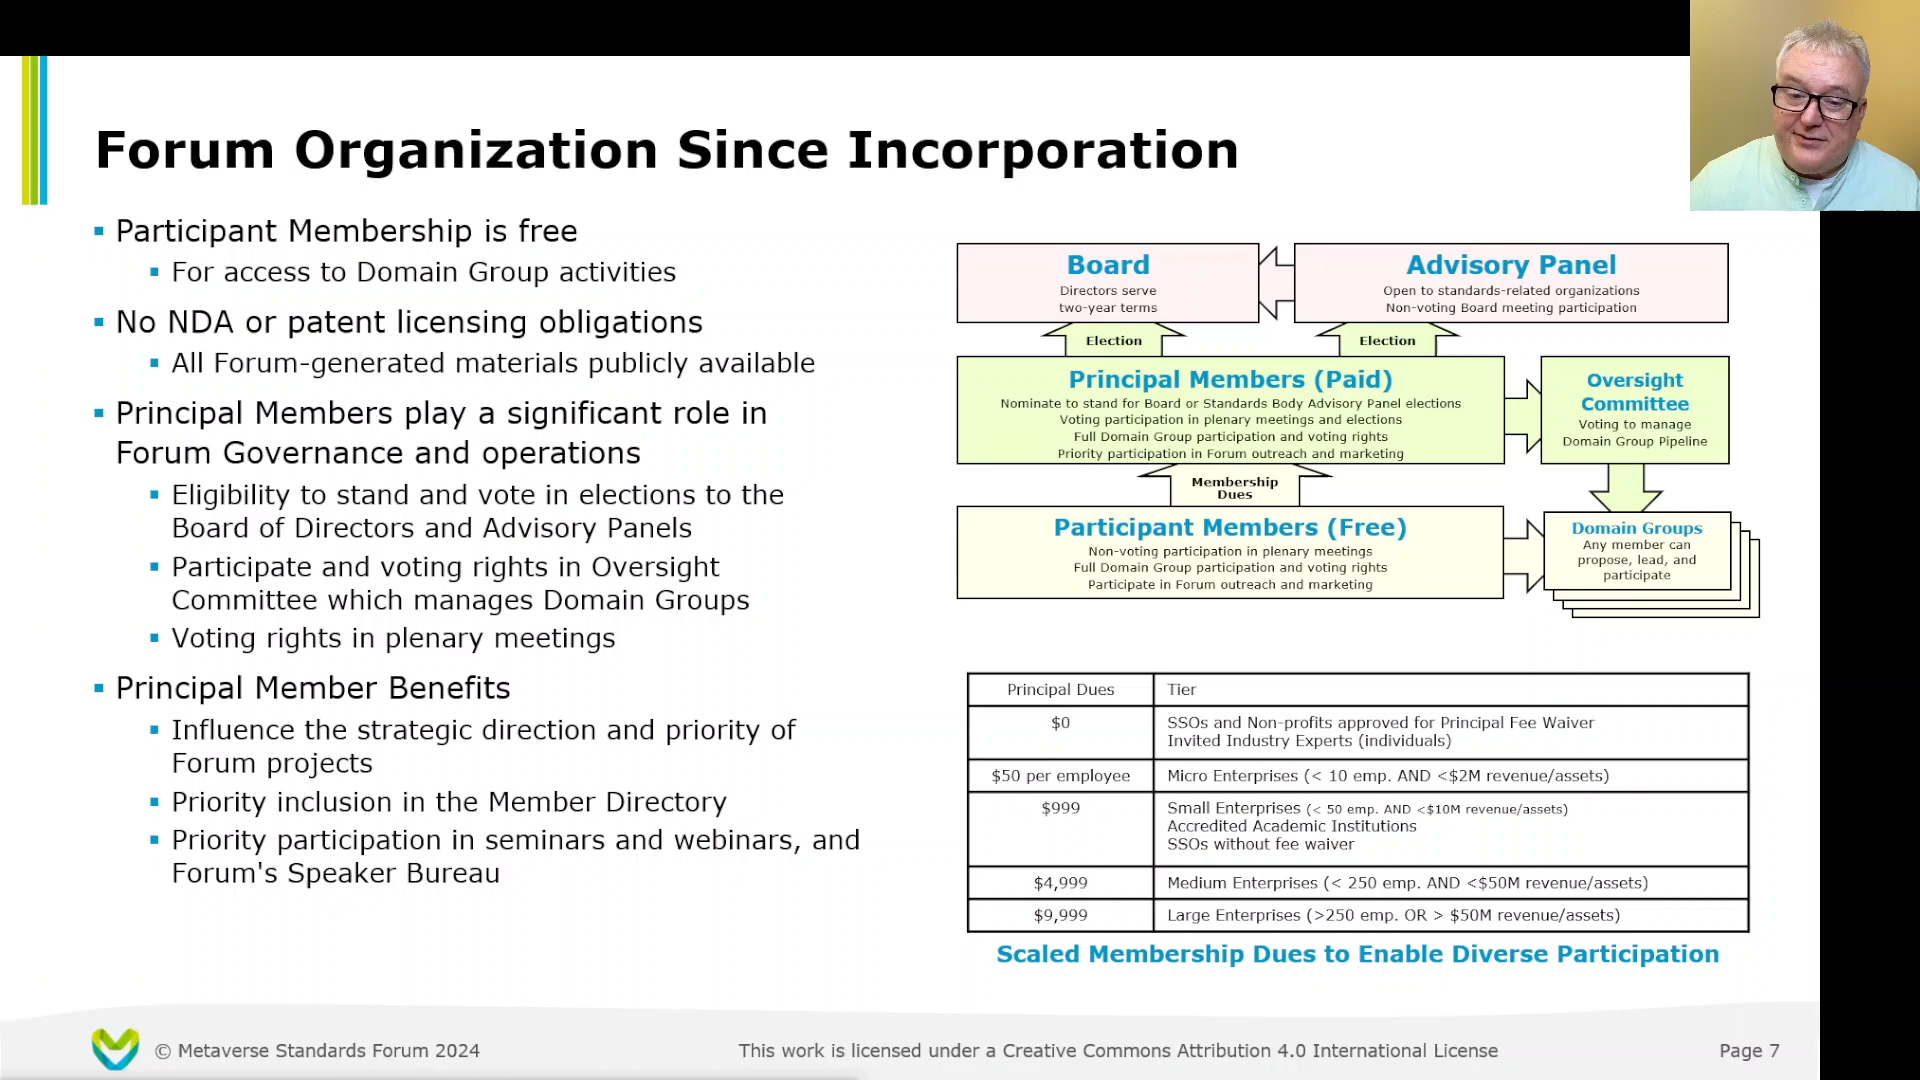 Forum Organization Since Incorporation
Participant Membership is free
For access to Domain Group activities
No NDA or patent licensing obligations
All Forum-generated materials publicly available
Principal Members play a significant role in
Forum Governance and operations
Eligibility to stand and vote in elections to the
Board of Directors and Advisory Panels
Participate and voting rights in Oversight
Committee which manages Domain Groups
Voting rights in plenary meetings
Principal Member Benefits
Influence the strategic direction and priority of
Forum projects
Priority inclusion in the Member Directory
Priority participation in seminars and webinars, and
Forum's Speaker Bureau
Board
Directors serve
two-year terms
Advisory Panel
Open to standards-related organizations
Non-voting Board meeting participation
Election
Election
Principal Members (Paid)
Nominate to stand for Board or Standards Body Advisory Panel elections
Voting participation in plenary meetings and elections
Full Domain Group participation and voting rights
Priority participation in Forum outreach and marketing
Oversight
Committee
Voting to manage
Domain Group Pipeline
Membership
Dues
Participant Members (Free)
Non-voting participation in plenary meetings
Full Domain Group participation and voting rights
Participate in Forum outreach and marketing
Domain Groups
Any member can
propose, lead, and
participate
Principal Dues Tier
$0 SSOs and Non-profits approved for Principal Fee Waiver
Invited Industry Experts (individuals)
$50 per employee Micro Enterprises (< 10 emp. AND <$2M revenue/assets)
$999 Small Enterprises (< 50 emp. AND <$10M revenue/assets)
Accredited Academic Institutions
SSOs without fee waiver
$4,999 Medium Enterprises (< 250 emp. AND <$50M revenue/assets)
$9,999 Large Enterprises (>250 emp. OR > $50M revenue/assets)
Scaled Membership Dues to Enable Diverse Participation
© Metaverse Standards Forum 2024
This work is licensed under a Creative Commons Attribution 4.0 International License
Page 7